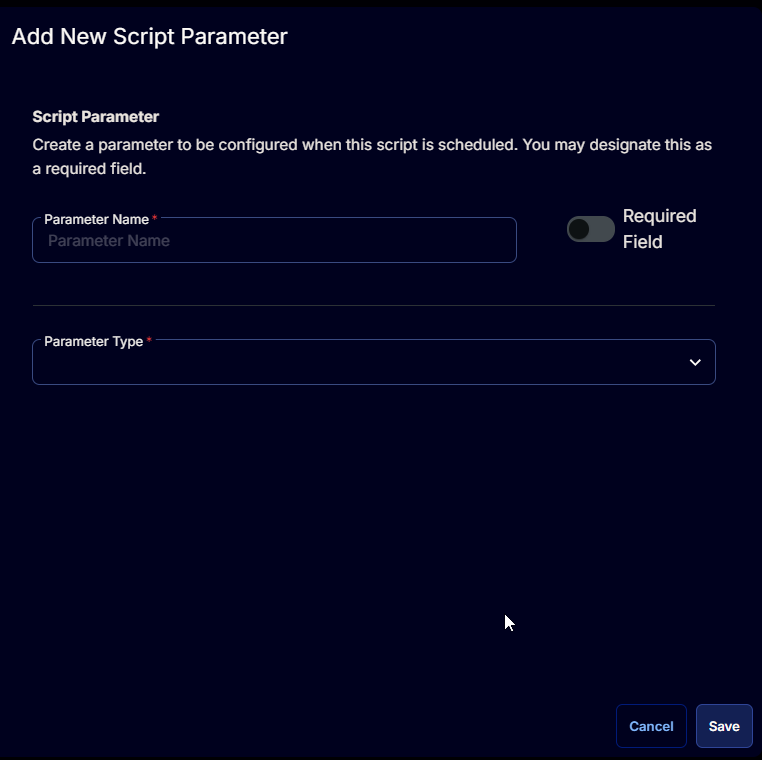 Add New Script Parameter
Script Parameter
Create a parameter to be configured when this script is scheduled. You may designate this as
a required field.
Parameter Name *
Parameter Name
Required
Field
Parameter Type *
Cancel
Save